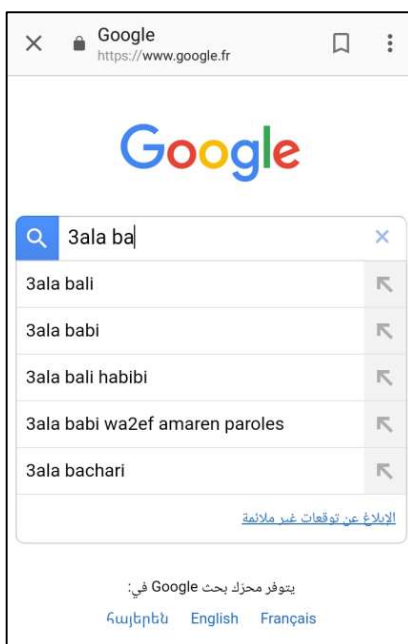 Google
https://www.google.fr
Google
3ala ba
3ala bali
3ala babi
3ala bali habibi
3ala babi wa2ef amaren paroles
3ala bachari
الإبلاغ عن توقعات غير ملائمة
يتوفر محرّك بحث Google في:
հայերեն English Français